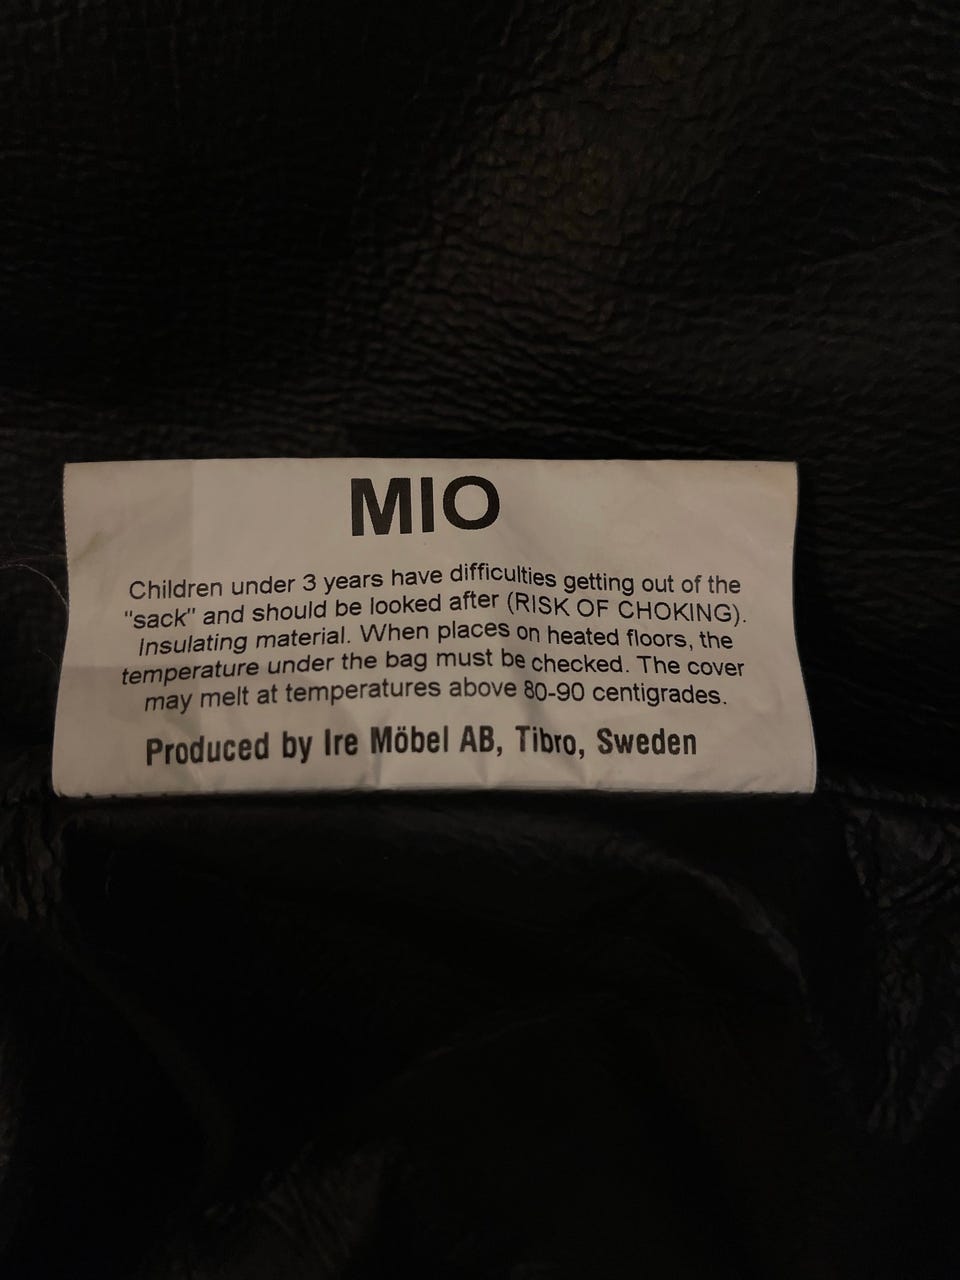 MIO
Children under 3 years have difficulties getting out of the
"sack" and should be looked after (RISK OF CHOKING).
Insulating material. When places on heated floors, the
temperature under the bag must be checked. The cover
may melt at temperatures above 80-90 centigrades.
Produced by Ire Möbel AB, Tibro, Sweden